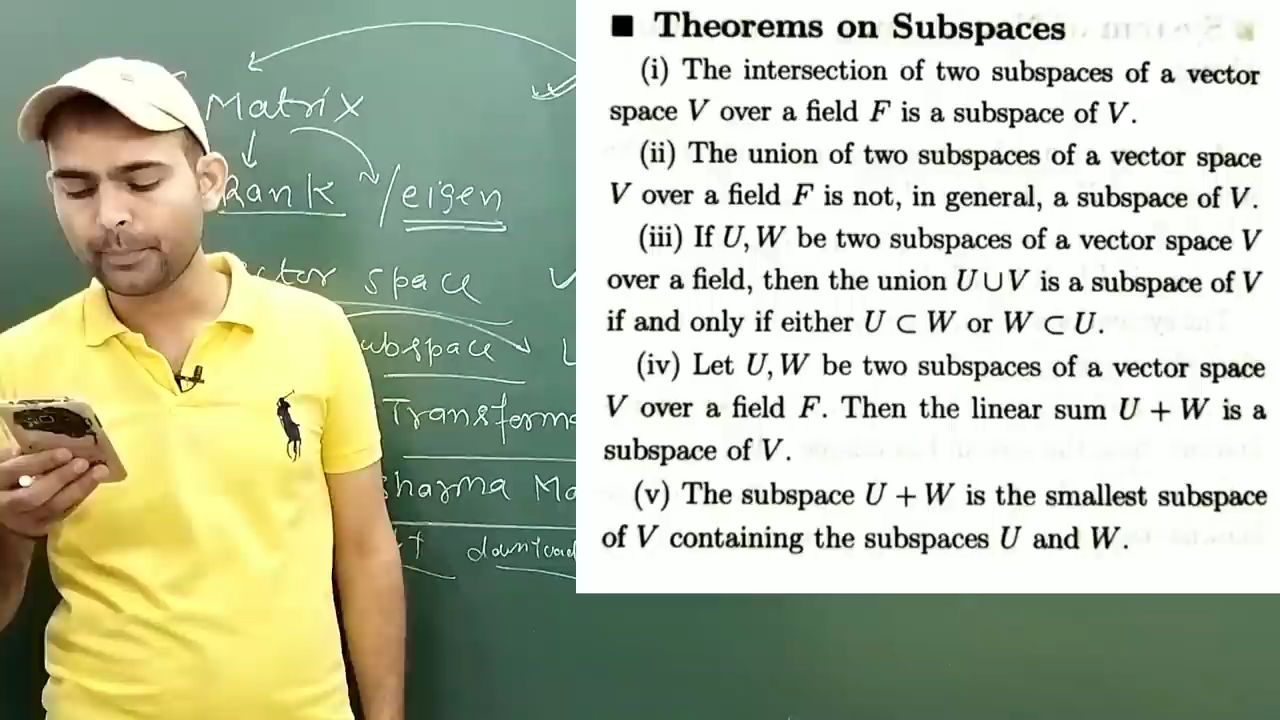 Matrix
Rank / eigen
ctor space
ubspace
Transforma
harma Ma
download
■ Theorems on Subspaces
(i) The intersection of two subspaces of a vector
space V over a field F is a subspace of V.
(ii) The union of two subspaces of a vector space
V over a field F is not, in general, a subspace of V.
(iii) If U, W be two subspaces of a vector space V
over a field, then the union U ∪ V is a subspace of V
if and only if either U ⊂ W or W ⊂ U.
(iv) Let U, W be two subspaces of a vector space
V over a field F. Then the linear sum U + W is a
subspace of V.
(v) The subspace U + W is the smallest subspace
of V containing the subspaces U and W.